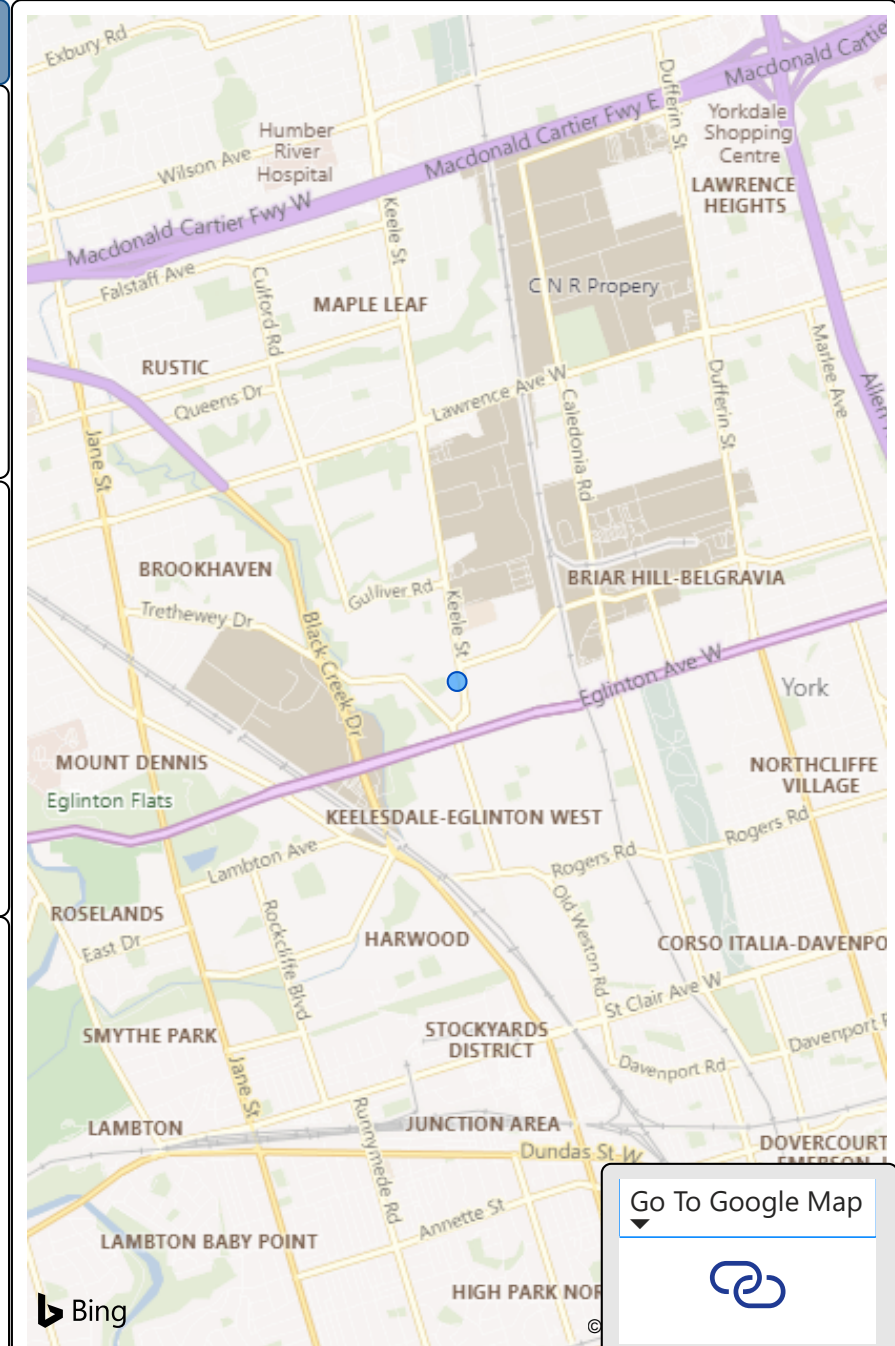 Exbury Rd
Macdonald Cartie
Dufferin St
Macdonald Cartier Fwy E
Yorkdale
Shopping
Centre
Humber
River
Hospital
Wilson Ave
LAWRENCE
HEIGHTS
Macdonald Cartier Fwy W
Keele St
Falstaff Ave
Culford Rd
C N R Propery
MAPLE LEAF
Marlee Ave
RUSTIC
Queens Dr
Lawrence Ave W
Dufferin St
Allen
Caledonia Rd
Jane St
BROOKHAVEN
BRIAR HILL-BELGRAVIA
Gulliver Rd
Keele St
Trethewey Dr
Black Creek Dr
Eglinton Ave W
York
MOUNT DENNIS
NORTHCLIFFE
VILLAGE
Eglinton Flats
KEELESDALE-EGLINTON WEST
Rogers Rd
Lambton Ave
Rogers Rd
Old Weston Rd
ROSELANDS
Rockcliffe Blvd
East Dr
HARWOOD
CORSO ITALIA-DAVENPO
St Clair Ave W
SMYTHE PARK
STOCKYARDS
DISTRICT
Davenport R
Davenport Rd
Jane St
LAMBTON
Runnymede Rd
JUNCTION AREA
Dundas St W
DOVERCOURT
Annette St
LAMBTON BABY POINT
HIGH PARK NOR
Go To Google Map
Bing
©